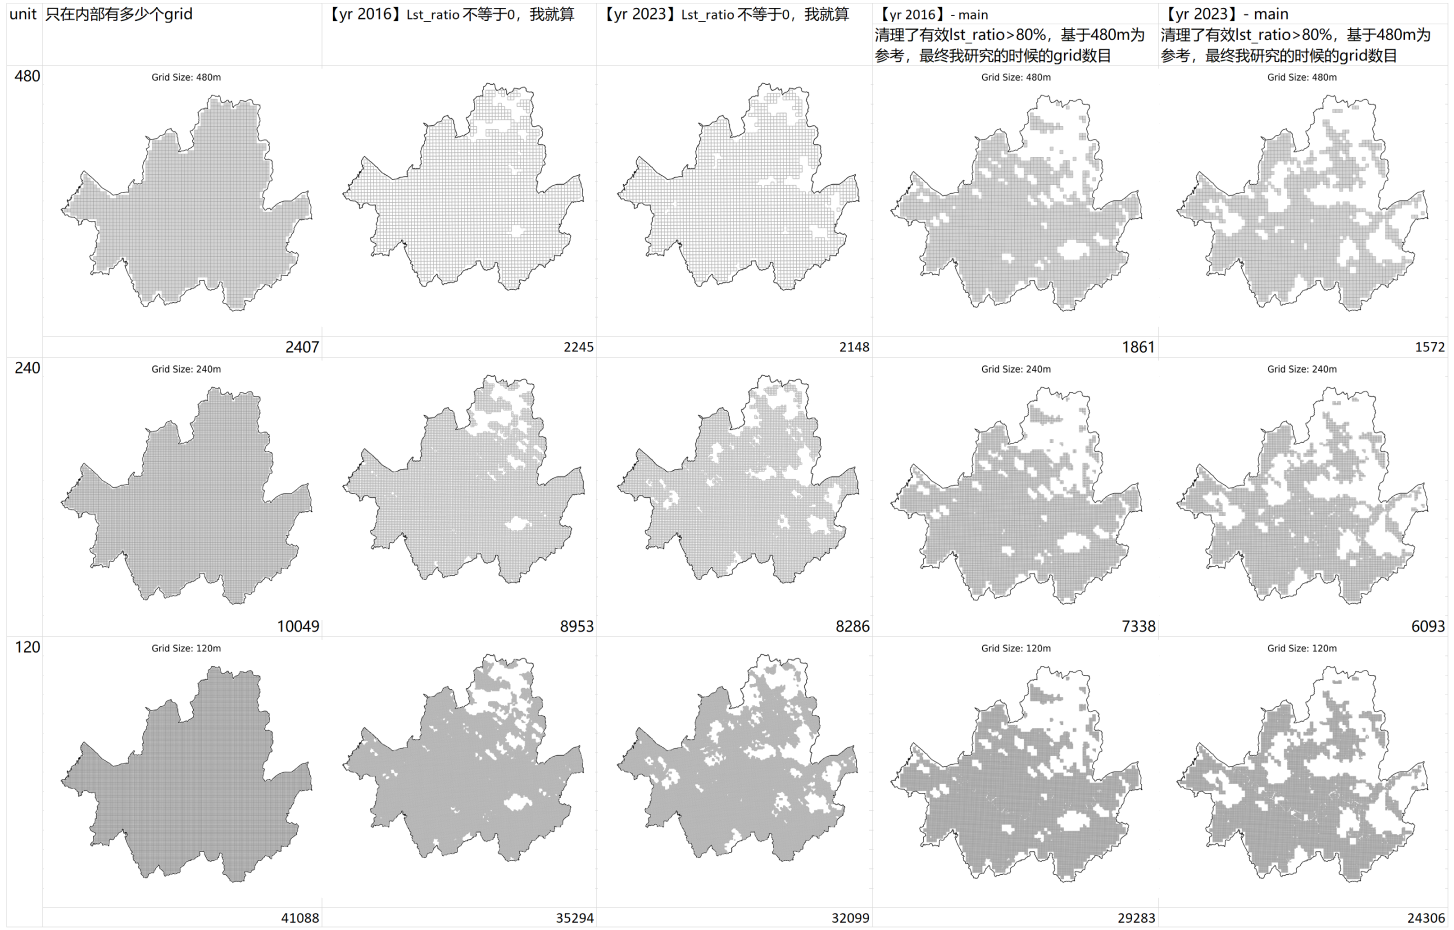 unit
只在内部有多少个grid
【yr 2016】Lst_ratio 不等于0，我就算
【yr 2023】Lst_ratio 不等于0，我就算
【yr 2016】- main
【yr 2023】- main
清理了有效lst_ratio>80%，基于480m为
参考，最终我研究的时候的grid数目
清理了有效lst_ratio>80%，基于480m为
参考，最终我研究的时候的grid数目
480
Grid Size: 480m
Grid Size: 480m
Grid Size: 480m
2407
2245
2148
1861
1572
240
Grid Size: 240m
Grid Size: 240m
Grid Size: 240m
10049
8953
8286
7338
6093
120
Grid Size: 120m
Grid Size: 120m
Grid Size: 120m
41088
35294
32099
29283
24306